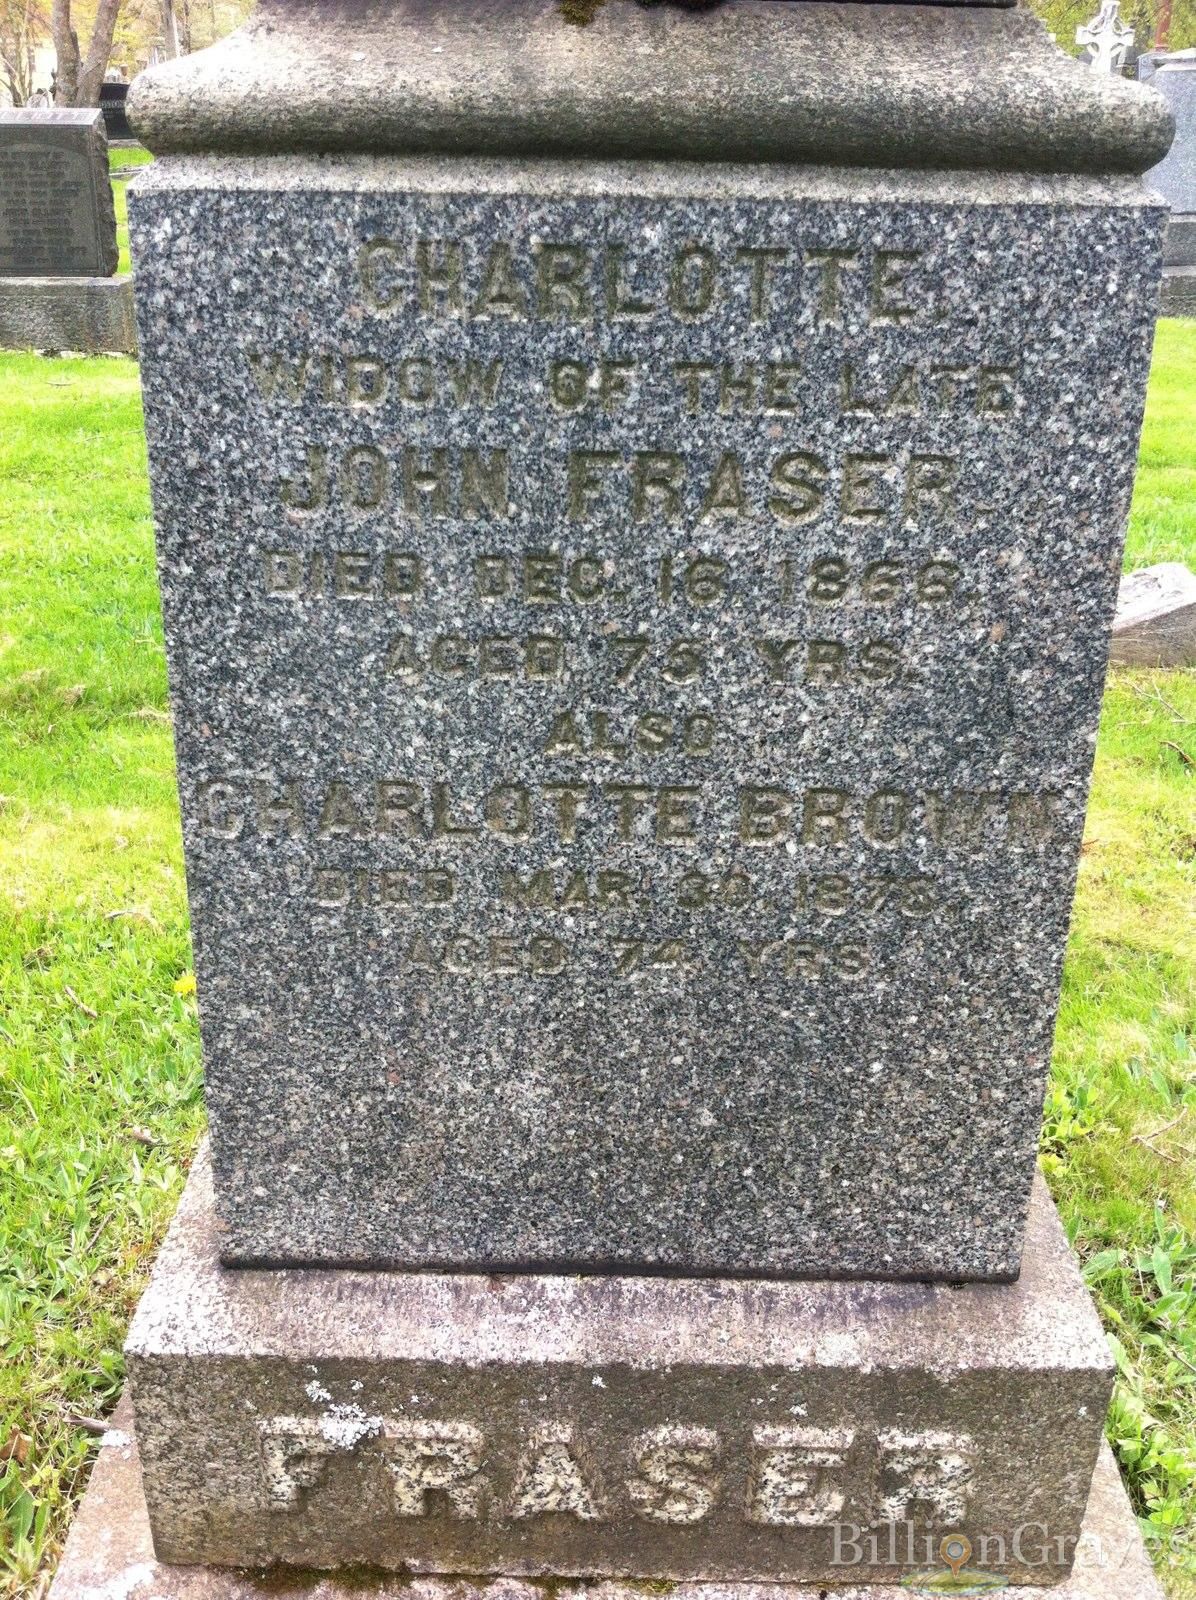 CHARLOTTE,
WIDOW OF THE LATE
JOHN FRASER.
DIED DEC. 16, 1866.
AGED 75 YRS.
ALSO
CHARLOTTE BROWN
DIED MAR. 30, 1875,
AGED 74 YRS.
FRASER
BillionGraves